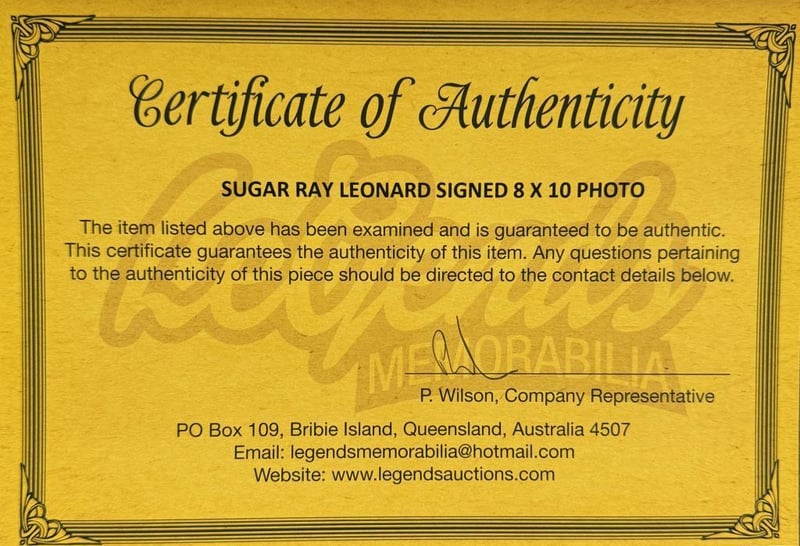 Certificate of Authenticity
SUGAR RAY LEONARD SIGNED 8 X 10 PHOTO
The item listed above has been examined and is guaranteed to be authentic.
This certificate guarantees the authenticity of this item. Any questions pertaining
to the authenticity of this piece should be directed to the contact details below.
Legends
MEMORABILIA
P. Wilson, Company Representative
PO Box 109, Bribie Island, Queensland, Australia 4507
Email: legendsmemorabilia@hotmail.com
Website: www.legendsauctions.com